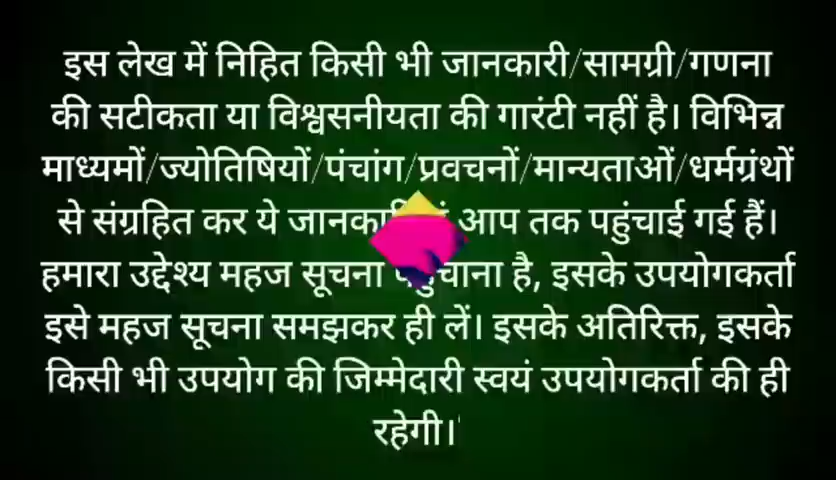 इस लेख में निहित किसी भी जानकारी/सामग्री/गणना
की सटीकता या विश्वसनीयता की गारंटी नहीं है। विभिन्न
माध्यमों/ज्योतिषियों/पंचांग/प्रवचनों/मान्यताओं/धर्मग्रंथों
से संग्रहित कर ये आप तक पहुंचाई गई हैं।
हमारा उद्देश्य महज सूचना है, इसके उपयोगकर्ता
इसे महज सूचना समझकर ही लें। इसके अतिरिक्त, इसके
किसी भी उपयोग की जिम्मेदारी स्वयं उपयोगकर्ता की ही
रहेगी।'